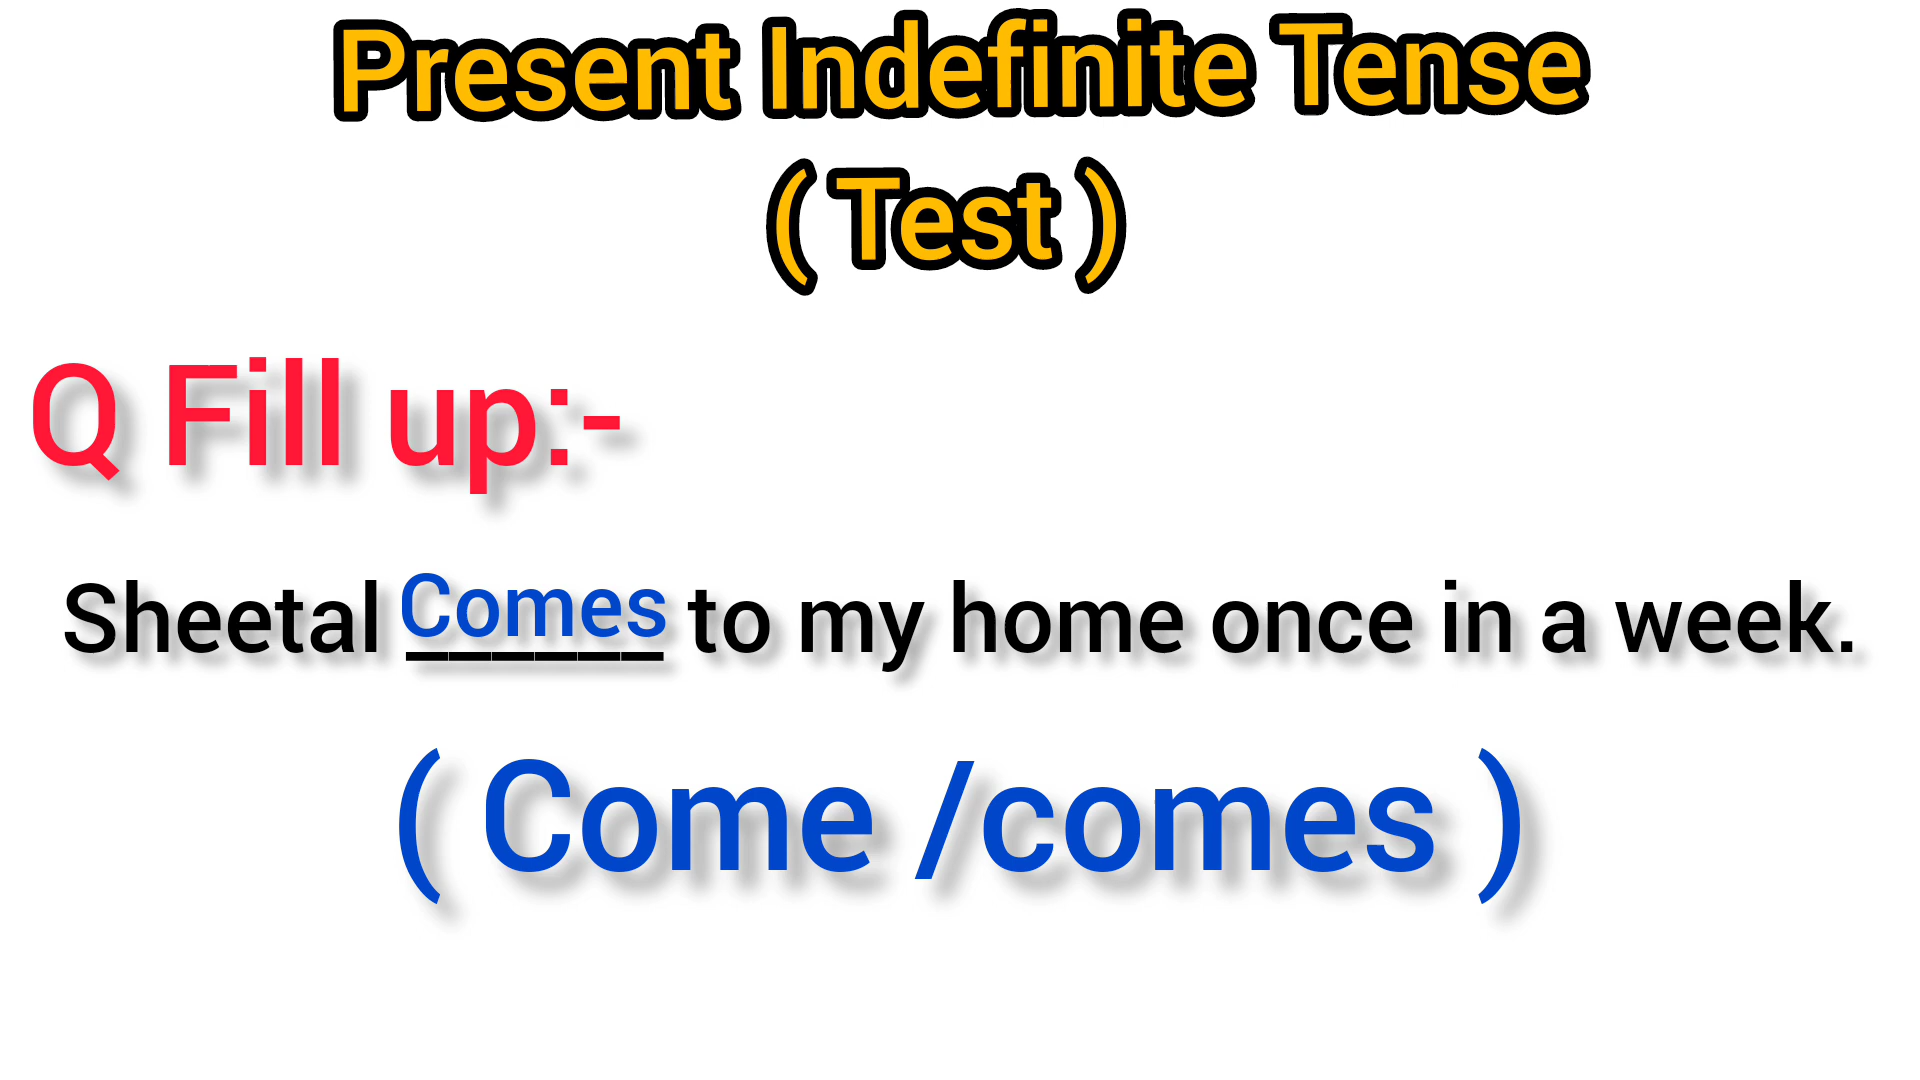 Present Indefinite Tense
( Test )
Q Fill up:-
Sheetal Comes to my home once in a week.
( Come /comes )